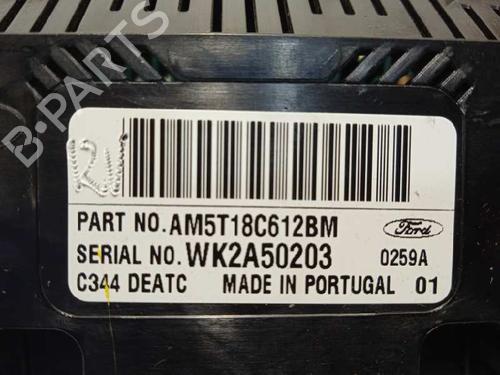 B-PARTS
PART NO.AM5T18C612BM
Ford
SERIAL NO.WK2A50203 0259A
C344 DEATC MADE IN PORTUGAL 01